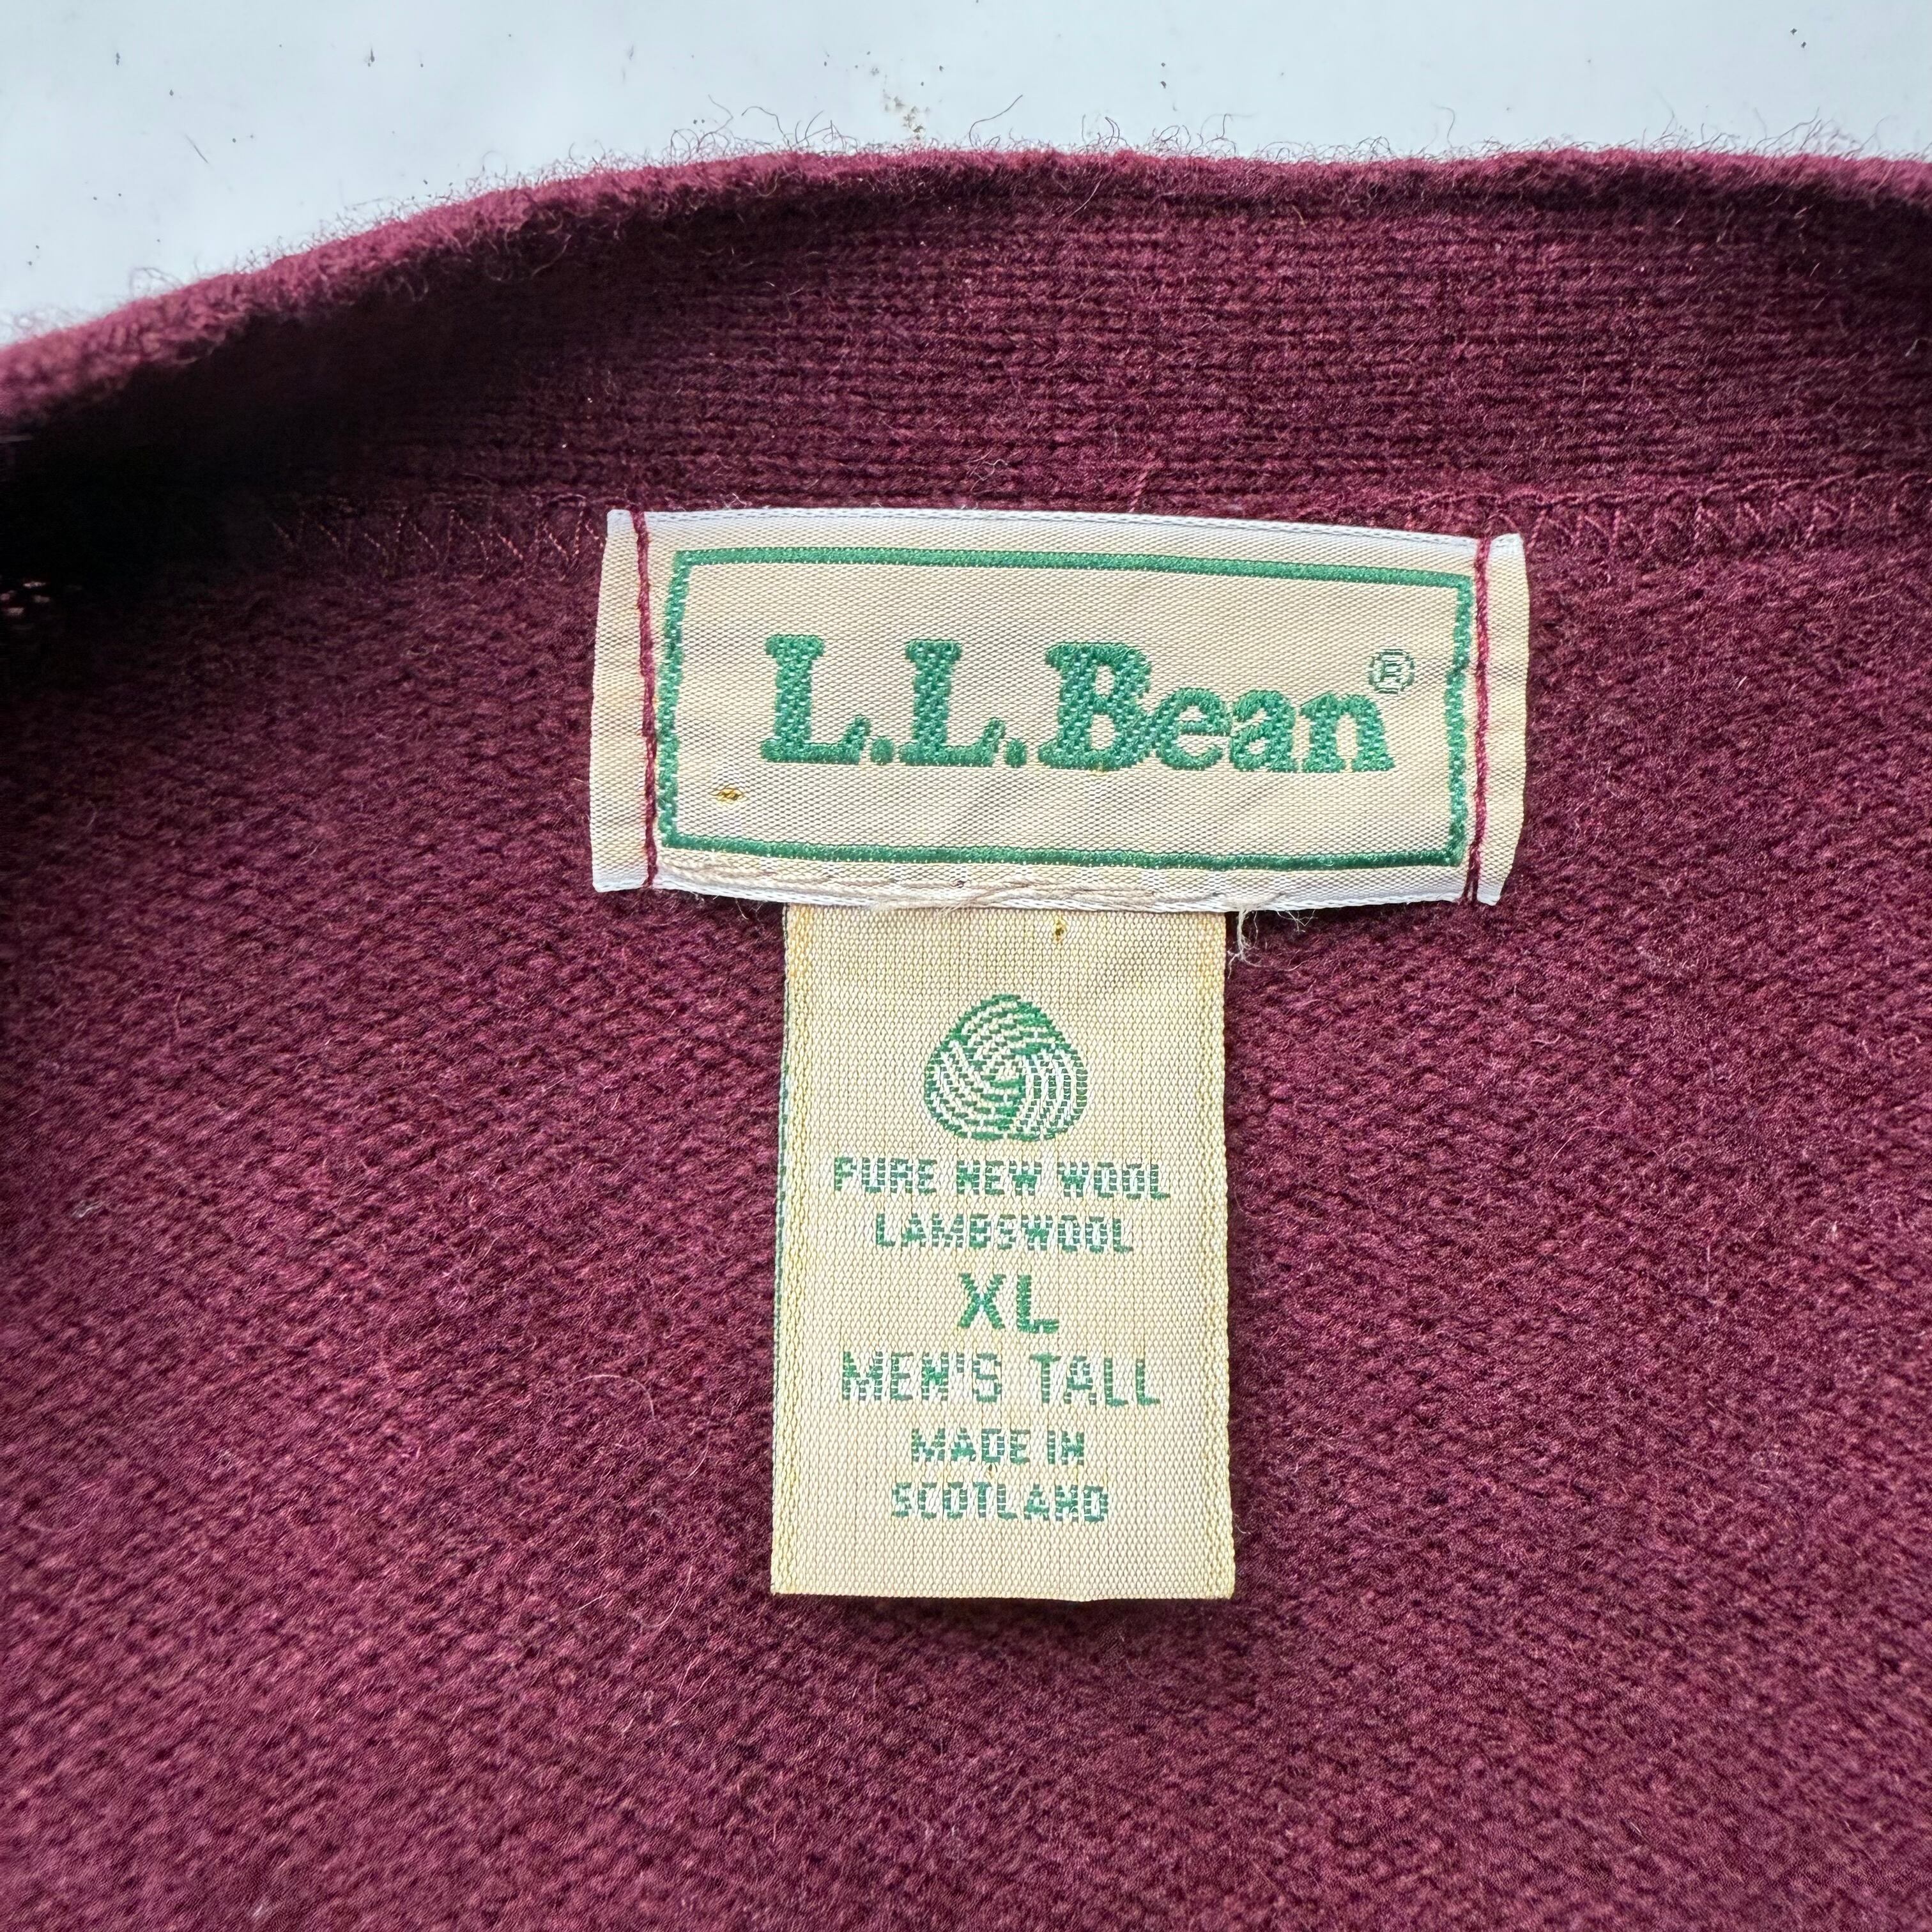 L.L.Bean®
PURE NEW WOOL
LAMBSWOOL
XL
MEN'S TALL
MADE IN
SCOTLAND